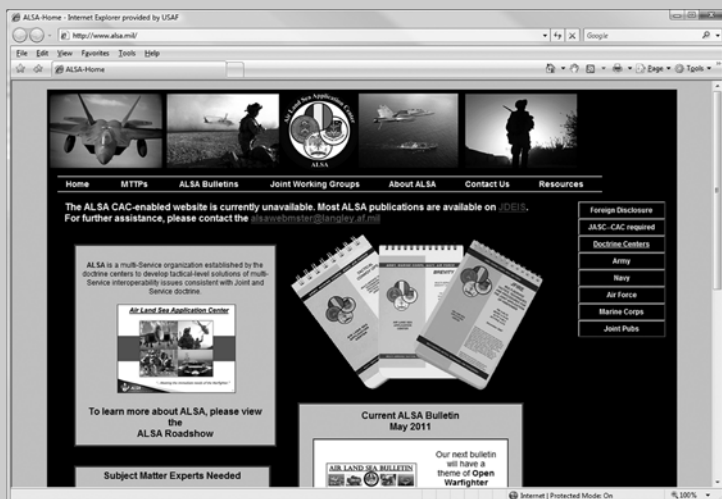 ALSA-Home - Internet Explorer provided by USAF
http://www.alsa.mil/
Google
File Edit View Favorites Tools Help
ALSA-Home
Page Tools
Air Land Sea Application Center
ALSA
Home MTTPs ALSA Bulletins Joint Working Groups About ALSA Contact Us Resources
The ALSA CAC-enabled website is currently unavailable. Most ALSA publications are available on JDEIS.
For further assistance, please contact the alsawebmster@langley.af.mil
Foreign Disclosure
JASC--CAC required
Doctrine Centers
Army
Navy
Air Force
Marine Corps
Joint Pubs
ALSA is a multi-Service organization established by the
doctrine centers to develop tactical-level solutions of multi-
Service interoperability issues consistent with Joint and
Service doctrine.
Air Land Sea Application Center
To learn more about ALSA, please view
the
ALSA Roadshow
BREVITY
Current ALSA Bulletin
May 2011
AIR LAND SEA BULLETIN
Our next bulletin
will have a
theme of Open
Warfighter
Subject Matter Experts Needed
Internet | Protected Mode: On
100%